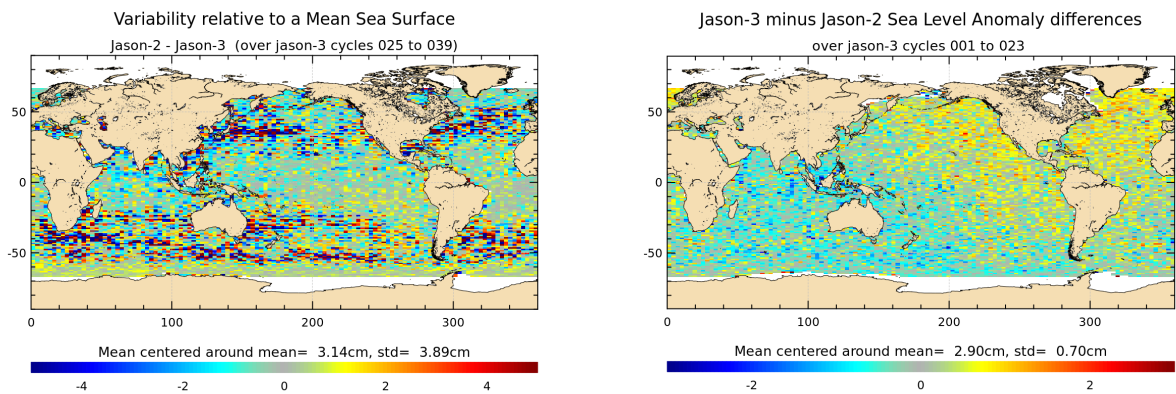 Variability relative to a Mean Sea Surface
Jason-2 - Jason-3 (over jason-3 cycles 025 to 039)
50
0
-50
0 100 200 300
Mean centered around mean= 3.14cm, std= 3.89cm
-4 -2 0 2 4
Jason-3 minus Jason-2 Sea Level Anomaly differences
over jason-3 cycles 001 to 023
50
0
-50
0 100 200 300
Mean centered around mean= 2.90cm, std= 0.70cm
-2 0 2